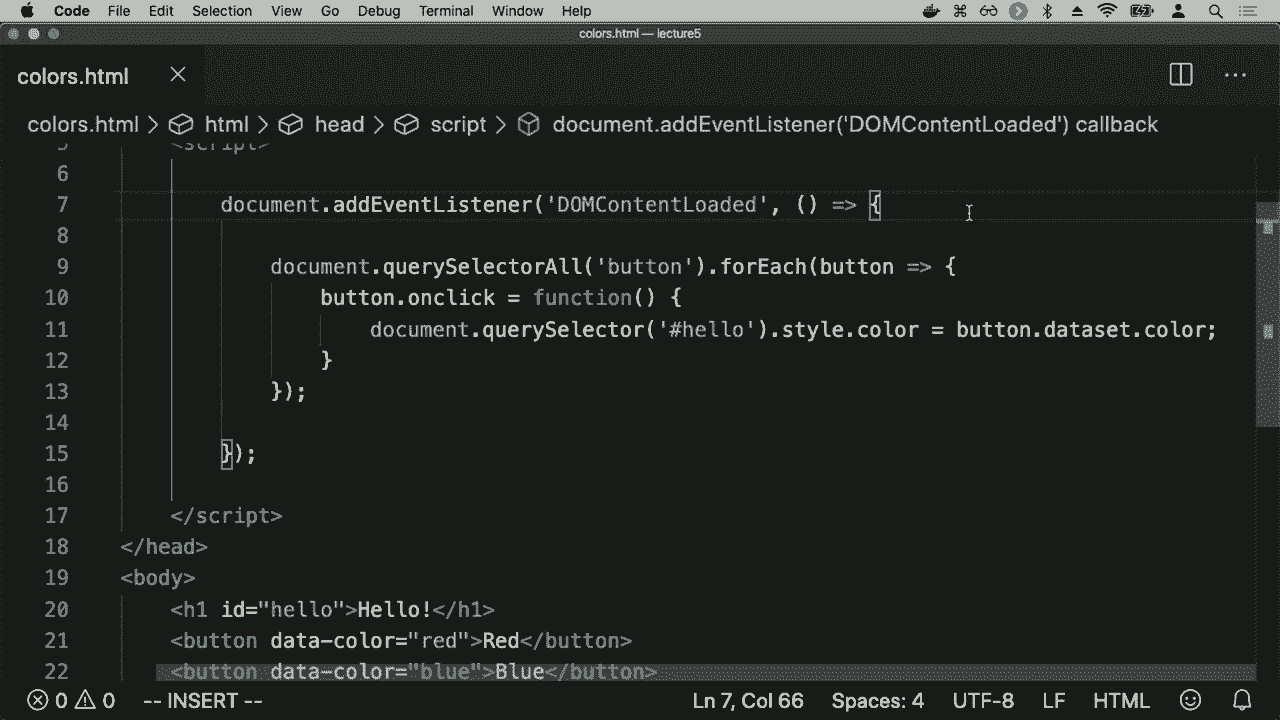 Code File Edit Selection View Go Debug Terminal Window Help
colors.html — lecture5
colors.html
colors.html > html > head > script > document.addEventListener('DOMContentLoaded') callback
5 <script>
6
7 document.addEventListener('DOMContentLoaded', () => {
8
9 document.querySelectorAll('button').forEach(button => {
10 button.onclick = function() {
11 document.querySelector('#hello').style.color = button.dataset.color;
12 }
13 });
14
15 });
16
17 </script>
18 </head>
19 <body>
20 <h1 id="hello">Hello!</h1>
21 <button data-color="red">Red</button>
22 <button data-color="blue">Blue</button>
0 0 -- INSERT -- Ln 7, Col 66 Spaces: 4 UTF-8 LF HTML